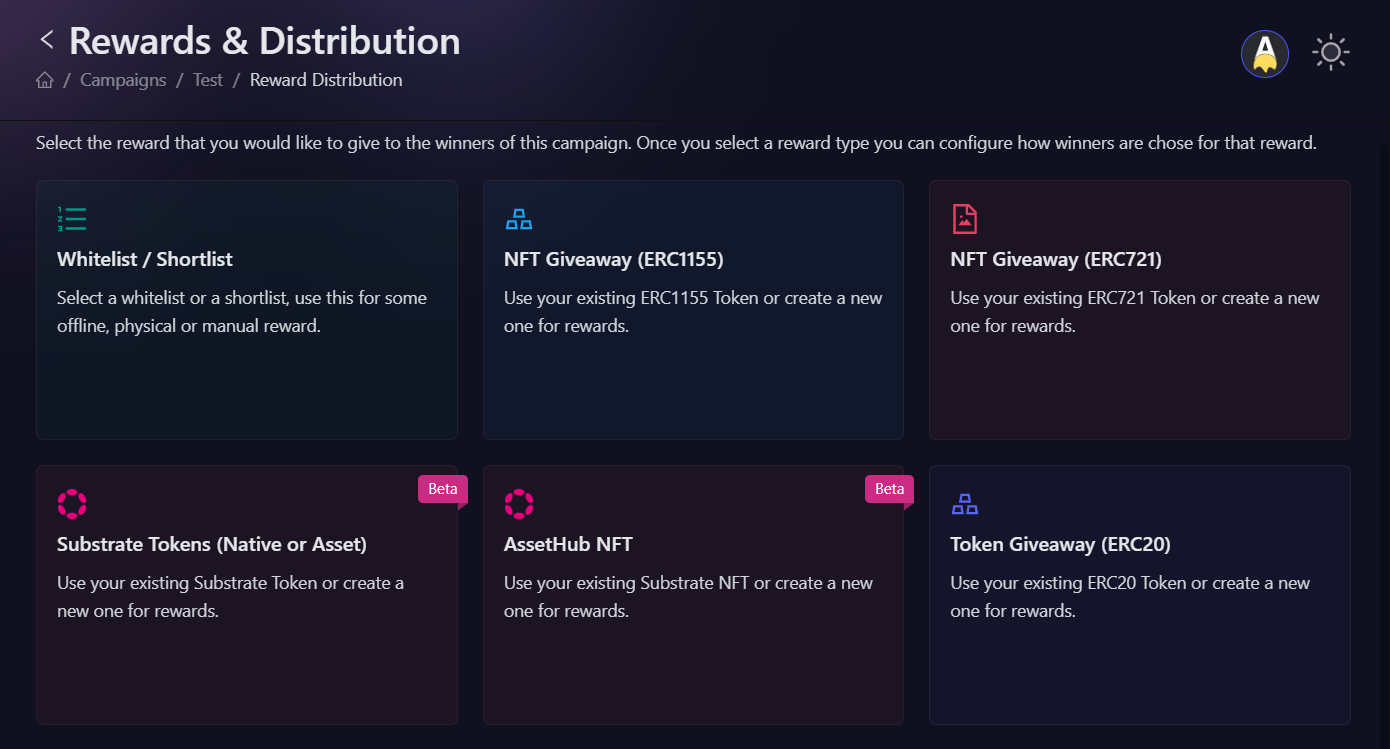 Rewards & Distribution
/ Campaigns / Test / Reward Distribution
Select the reward that you would like to give to the winners of this campaign. Once you select a reward type you can configure how winners are chose for that reward.
Whitelist / Shortlist
Select a whitelist or a shortlist, use this for some
offline, physical or manual reward.
NFT Giveaway (ERC1155)
Use your existing ERC1155 Token or create a new
one for rewards.
NFT Giveaway (ERC721)
Use your existing ERC721 Token or create a new
one for rewards.
Beta
Substrate Tokens (Native or Asset)
Use your existing Substrate Token or create a
new one for rewards.
Beta
AssetHub NFT
Use your existing Substrate NFT or create a new
one for rewards.
Token Giveaway (ERC20)
Use your existing ERC20 Token or create a new
one for rewards.